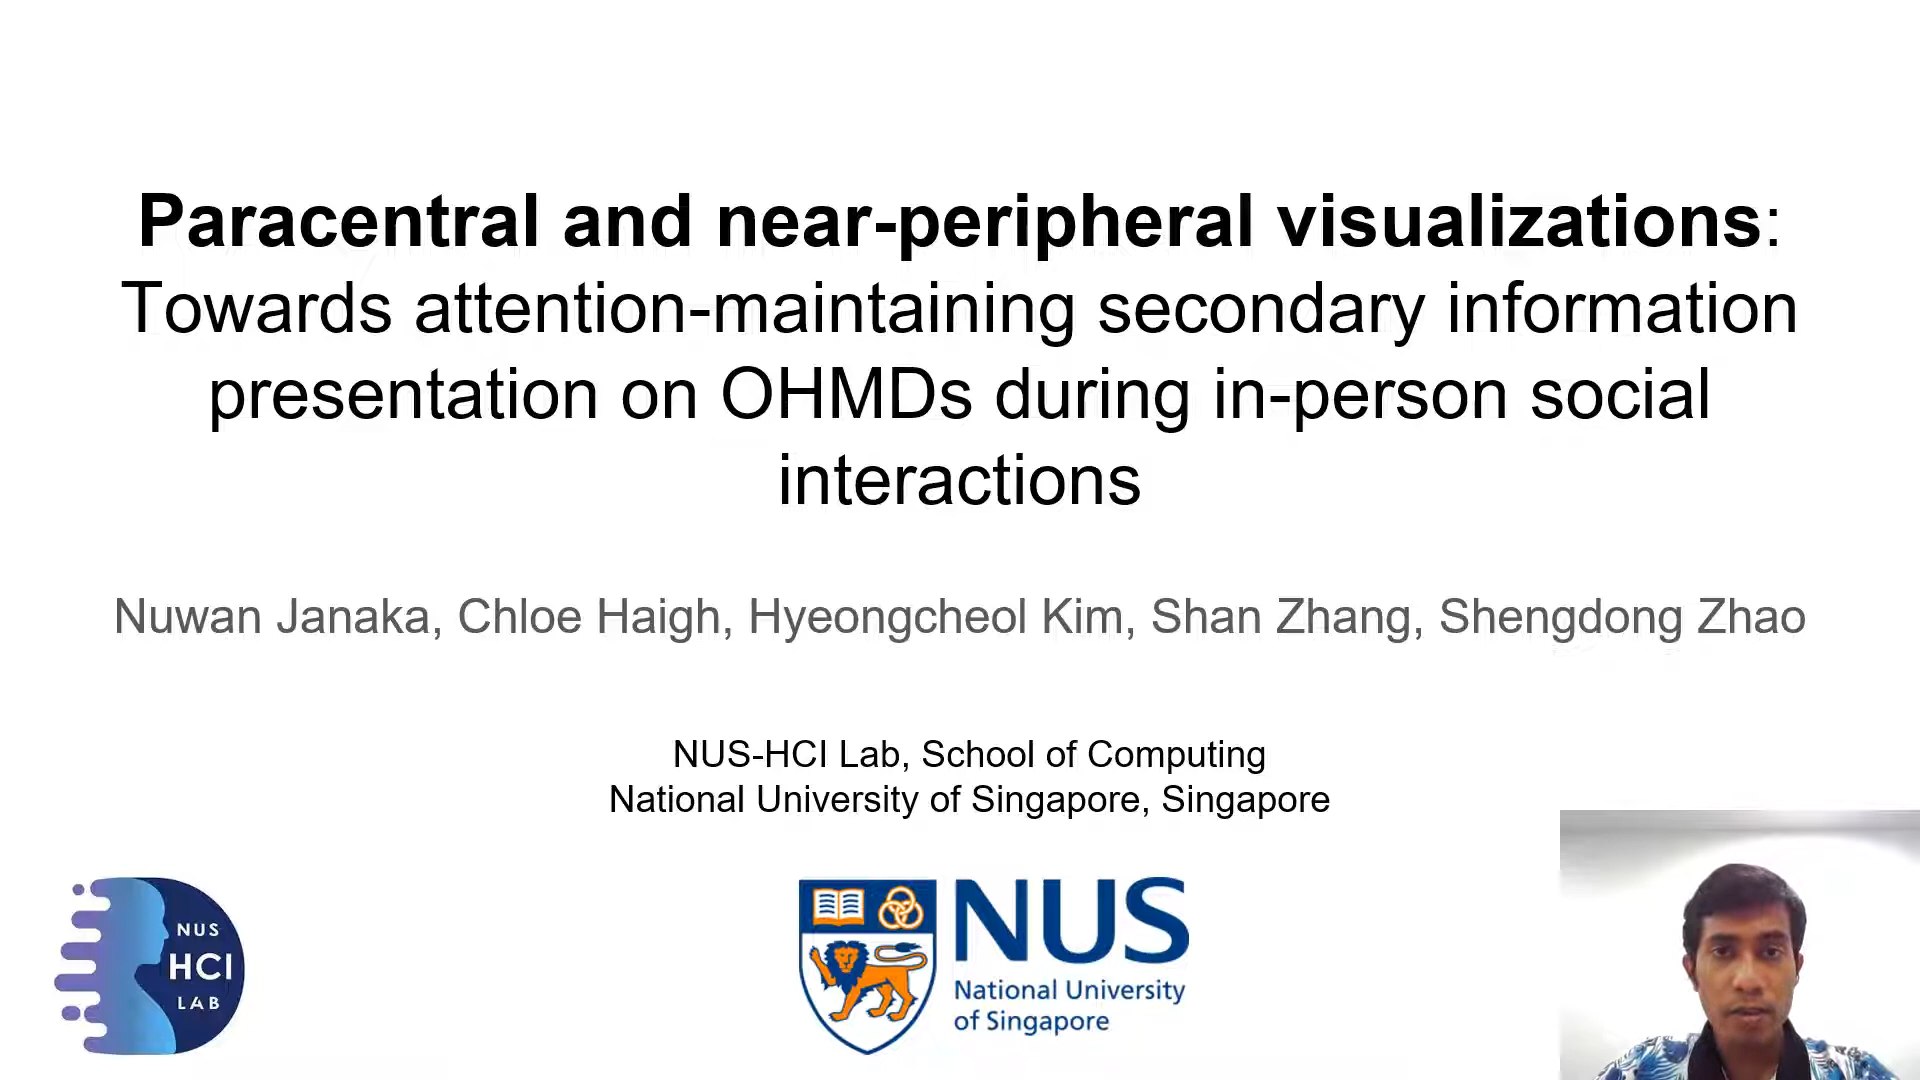 Paracentral and near-peripheral visualizations:
Towards attention-maintaining secondary information
presentation on OHMDs during in-person social
interactions
Nuwan Janaka, Chloe Haigh, Hyeongcheol Kim, Shan Zhang, Shengdong Zhao
NUS-HCI Lab, School of Computing
National University of Singapore, Singapore
NUS
HCI
LAB
NUS
National University
of Singapore